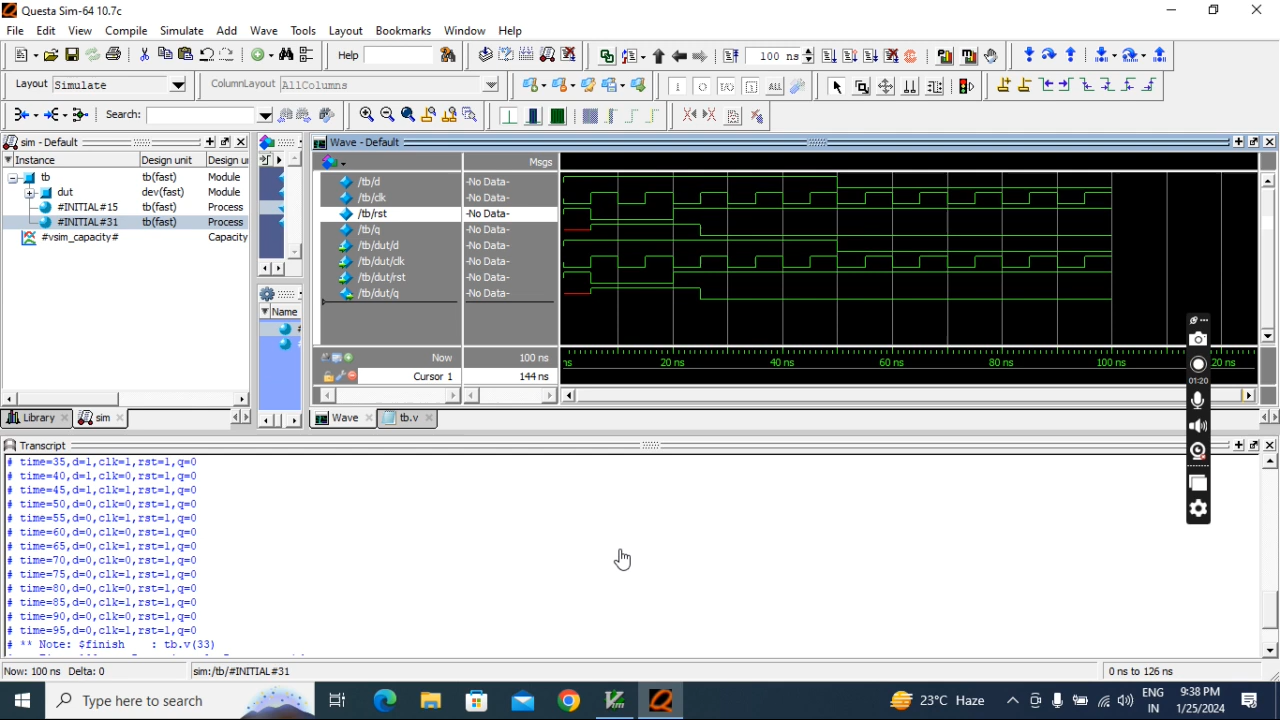 Questa Sim-64 10.7c
File Edit View Compile Simulate Add Wave Tools Layout Bookmarks Window Help
Help
100 ns
Layout Simulate ColumnLayout AllColumns
Search:
sim - Default
Instance Design unit Design u
tb tb(fast) Module
dut dev(fast) Module
#INITIAL#15 tb(fast) Process
#INITIAL#31 tb(fast) Process
#vsim_capacity# Capacity
Name
Library sim
Wave - Default
Msgs
/tb/d -No Data-
/tb/clk -No Data-
/tb/rst -No Data-
/tb/q -No Data-
/tb/dut/d -No Data-
/tb/dut/clk -No Data-
/tb/dut/rst -No Data-
/tb/dut/q -No Data-
Now 100 ns
Cursor 1 144 ns
ns 20 ns 40 ns 60 ns 80 ns 100 ns 20 ns
01:20
Wave tb.v
Transcript
# time=35,d=1,clk=1,rst=1,q=0
# time=40,d=1,clk=0,rst=1,q=0
# time=45,d=1,clk=1,rst=1,q=0
# time=50,d=0,clk=0,rst=1,q=0
# time=55,d=0,clk=1,rst=1,q=0
# time=60,d=0,clk=0,rst=1,q=0
# time=65,d=0,clk=1,rst=1,q=0
# time=70,d=0,clk=0,rst=1,q=0
# time=75,d=0,clk=1,rst=1,q=0
# time=80,d=0,clk=0,rst=1,q=0
# time=85,d=0,clk=1,rst=1,q=0
# time=90,d=0,clk=0,rst=1,q=0
# time=95,d=0,clk=1,rst=1,q=0
# ** Note: $finish : tb.v(33)
Now: 100 ns Delta: 0 sim:/tb/#INITIAL#31 0 ns to 126 ns
Type here to search
23°C Haze
ENG
IN
9:38 PM
1/25/2024